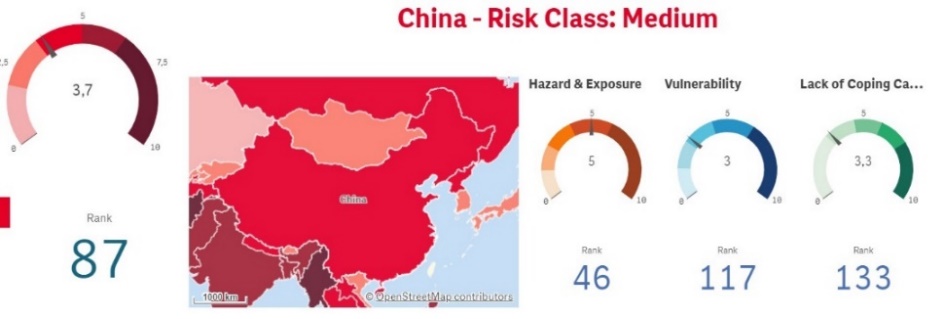 China - Risk Class: Medium
5
2,5
7,5
3,7
0
10
Rank
87
China
1000 km
© OpenStreetMap contributors
Hazard & Exposure
5
5
0
10
Rank
46
Vulnerability
5
3
0
10
Rank
117
Lack of Coping Ca...
5
3,3
0
10
Rank
133